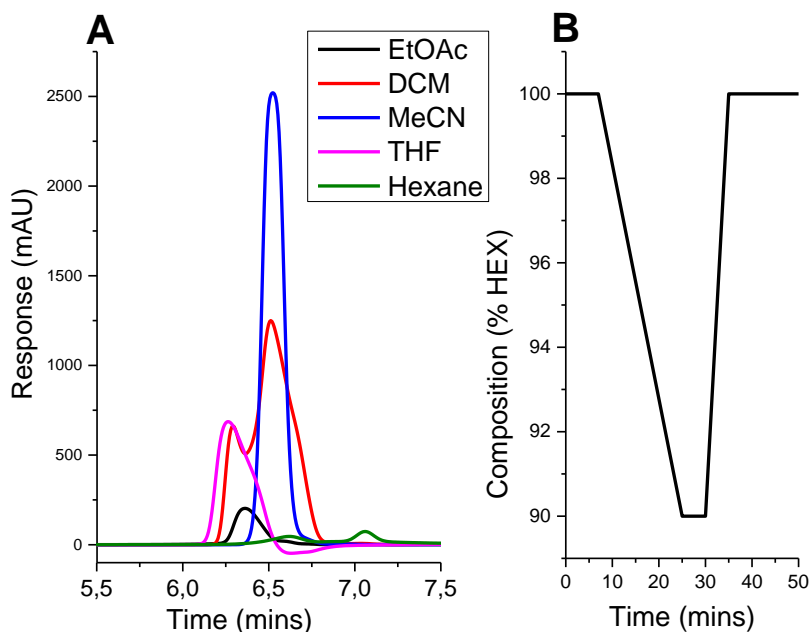 A
EtOAc
DCM
MeCN
THF
Hexane
Response (mAU)
2500
2000
1500
1000
500
0
5,5 6,0 6,5 7,0 7,5
Time (mins)
B
Composition (% HEX)
100
98
96
94
92
90
0 10 20 30 40 50
Time (mins)